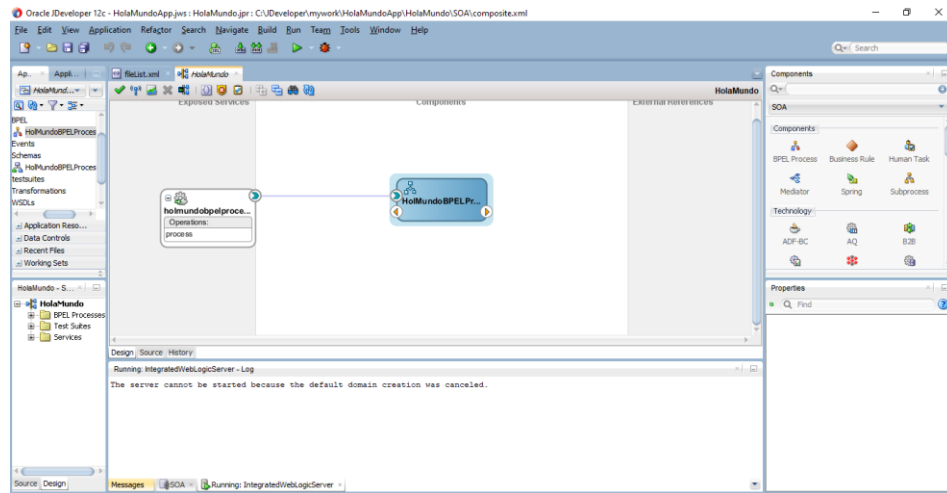 Oracle JDeveloper 12c - HolaMundoApp.jws : HolaMundo.jpr : C:\JDeveloper\mywork\HolaMundoApp\HolaMundo\SOA\composite.xml
File Edit View Application Refactor Search Navigate Build Run Team Tools Window Help
Search
Ap...
Appli...
HolaMund...
BPEL
HolMundoBPELProces
Events
Schemas
HolMundoBPELProces
testsuites
Transformations
WSDLs
Application Reso...
Data Controls
Recent Files
Working Sets
HolaMundo - S...
HolaMundo
BPEL Processes
Test Suites
Services
Source Design
fileList.xml HolaMundo
HolaMundo
Exposed Services Components External References
holmundobpelproce...
Operations:
process
HolMundoBPELPr...
Design Source History
Running: IntegratedWebLogicServer - Log
The server cannot be started because the default domain creation was canceled.
Messages SOA Running: IntegratedWebLogicServer
Components
SOA
Components
BPEL Process Business Rule Human Task
Mediator Spring Subprocess
Technology
ADF-BC AQ B2B
Properties
Find